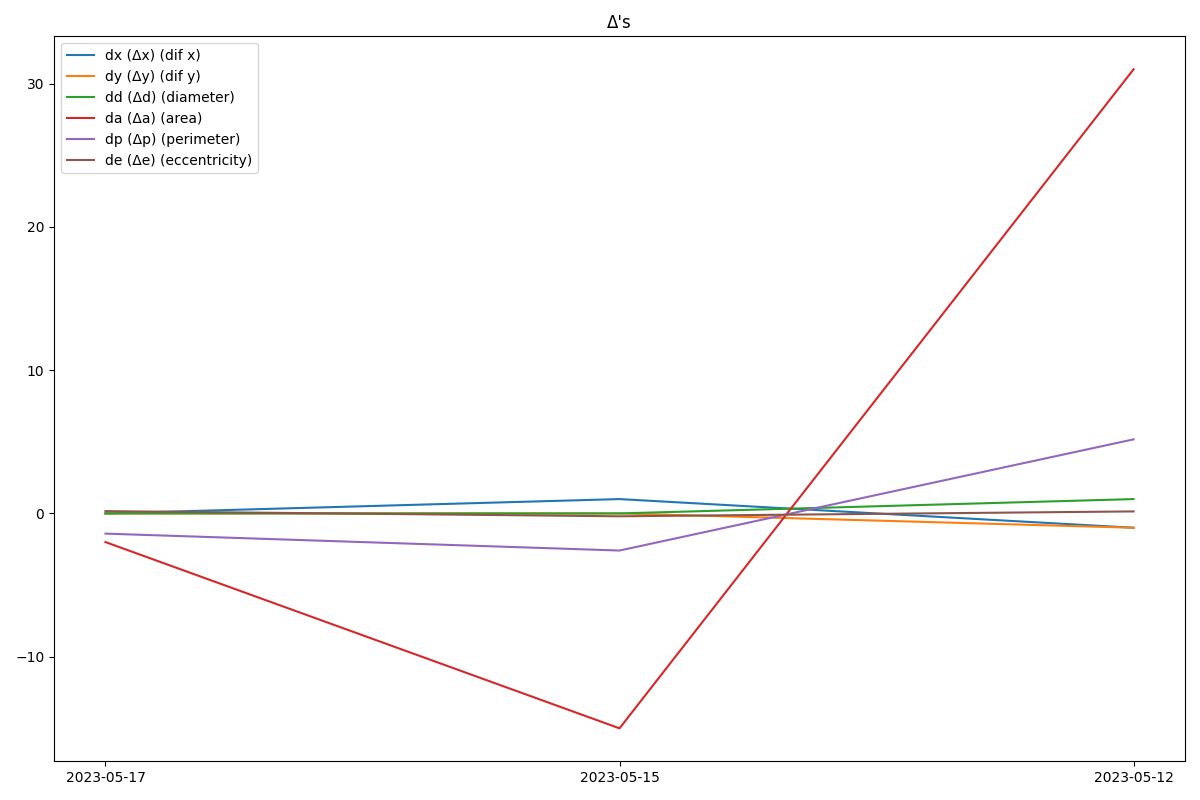 Δ's
dx (Δx) (dif x)
dy (Δy) (dif y)
dd (Δd) (diameter)
da (Δa) (area)
dp (Δp) (perimeter)
de (Δe) (eccentricity)
30
20
10
0
−10
2023-05-17 2023-05-15 2023-05-12